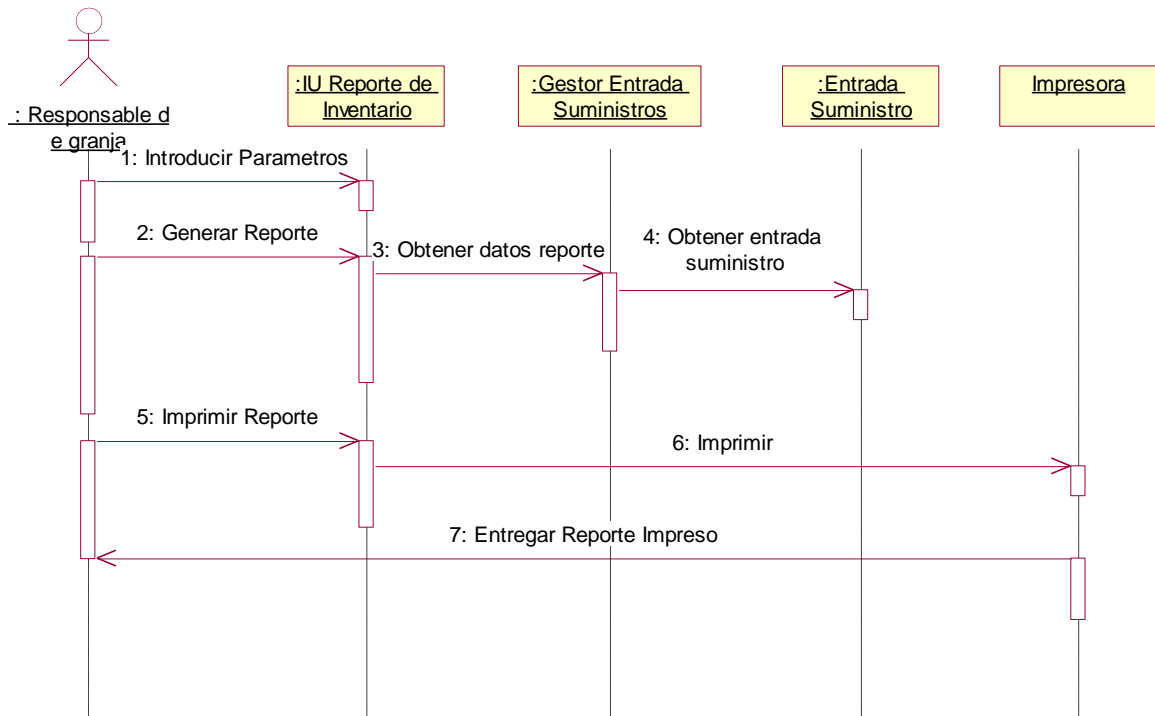 : Responsable d
e granja
:IU Reporte de
Inventario
:Gestor Entrada
Suministros
:Entrada
Suministro
Impresora
1: Introducir Parametros
2: Generar Reporte
3: Obtener datos reporte
4: Obtener entrada
suministro
5: Imprimir Reporte
6: Imprimir
7: Entregar Reporte Impreso